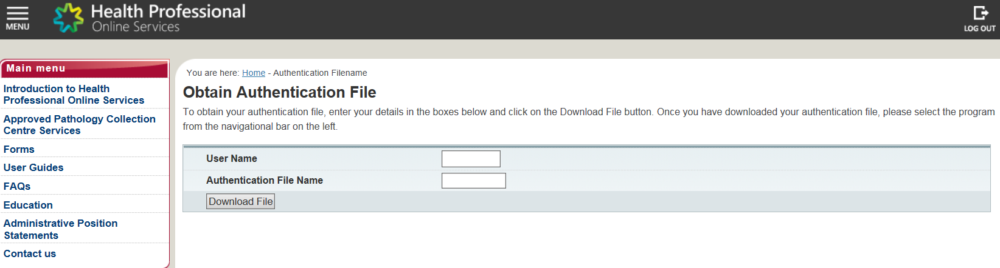 MENU
Health Professional
Online Services
LOG OUT
Main menu
Introduction to Health
Professional Online Services
Approved Pathology Collection
Centre Services
Forms
User Guides
FAQs
Education
Administrative Position
Statements
Contact us
You are here: Home - Authentication Filename
Obtain Authentication File
To obtain your authentication file, enter your details in the boxes below and click on the Download File button. Once you have downloaded your authentication file, please select the program
from the navigational bar on the left.
User Name
Authentication File Name
Download File